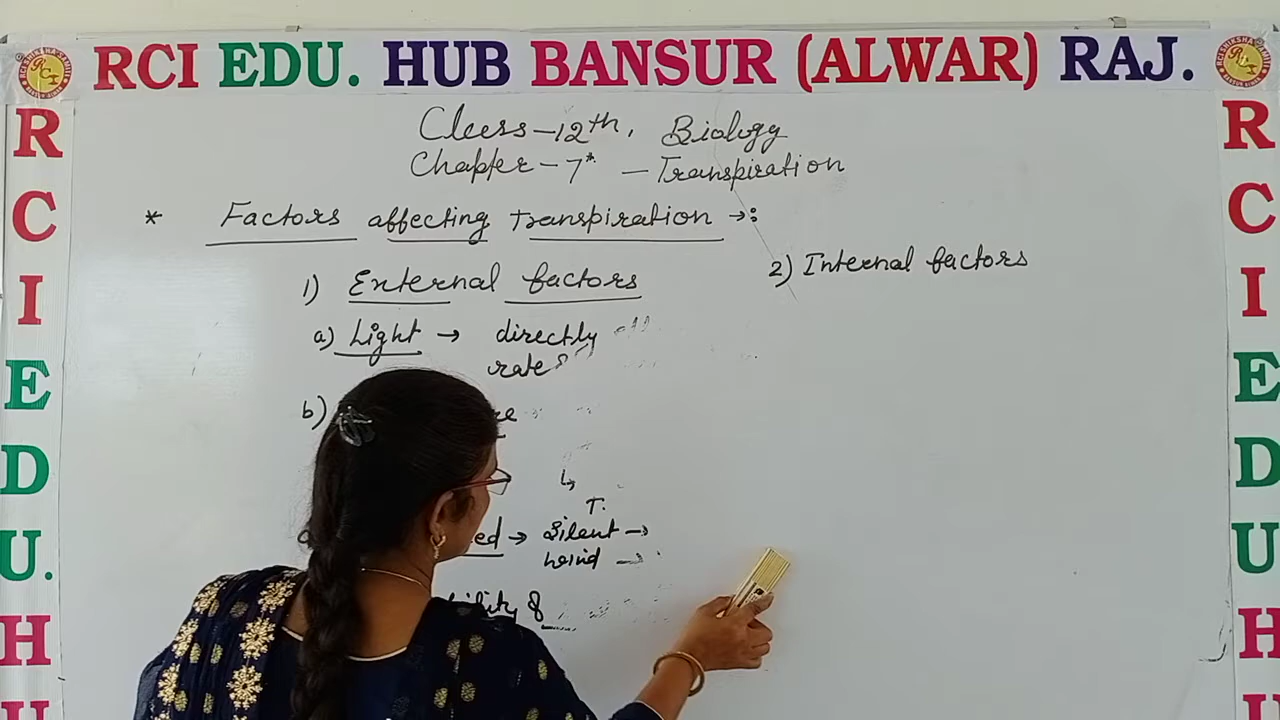 RCI EDU. HUB BANSUR (ALWAR) RAJ.
Class-12th, Biology
Chapter-7* - Transpiration
* Factors affecting Transpiration →:
1) External factors
a) Light → directly
rate of
b)
↳
T.
→ Silent →
wind →
2) Internal factors
R
C
I
E
D
U.
H
U
R
C
I
E
D
U
H
U